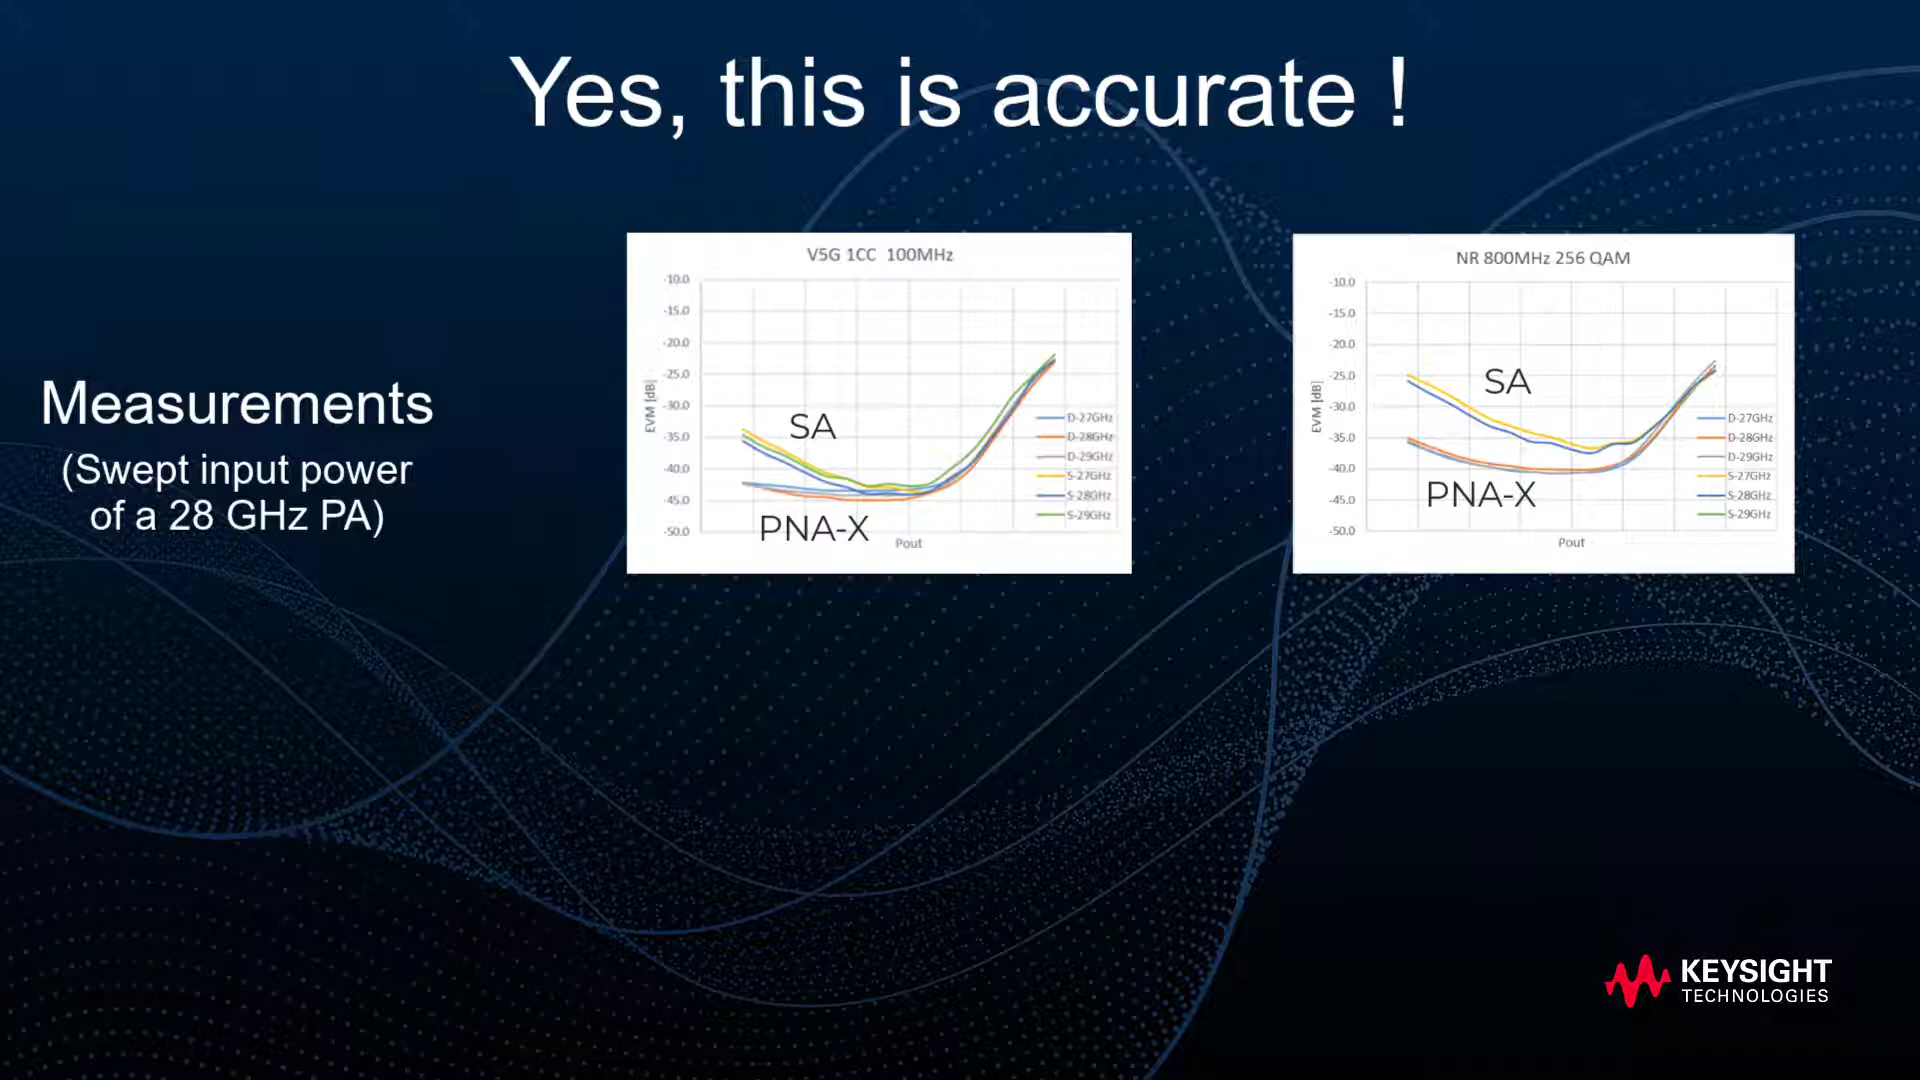 Yes, this is accurate !
Measurements
(Swept input power
of a 28 GHz PA)
V5G 1CC 100MHz
-10.0
-15.0
-20.0
-25.0
-30.0
-35.0
-40.0
-45.0
-50.0
EVM [dB]
SA
PNA-X
Pout
D-27GHz
D-28GHz
D-29GHz
S-27GHz
S-28GHz
S-29GHz
NR 800MHz 256 QAM
-10.0
-15.0
-20.0
-25.0
-30.0
-35.0
-40.0
-45.0
-50.0
EVM [dB]
SA
PNA-X
Pout
D-27GHz
D-28GHz
D-29GHz
S-27GHz
S-28GHz
S-29GHz
KEYSIGHT
TECHNOLOGIES